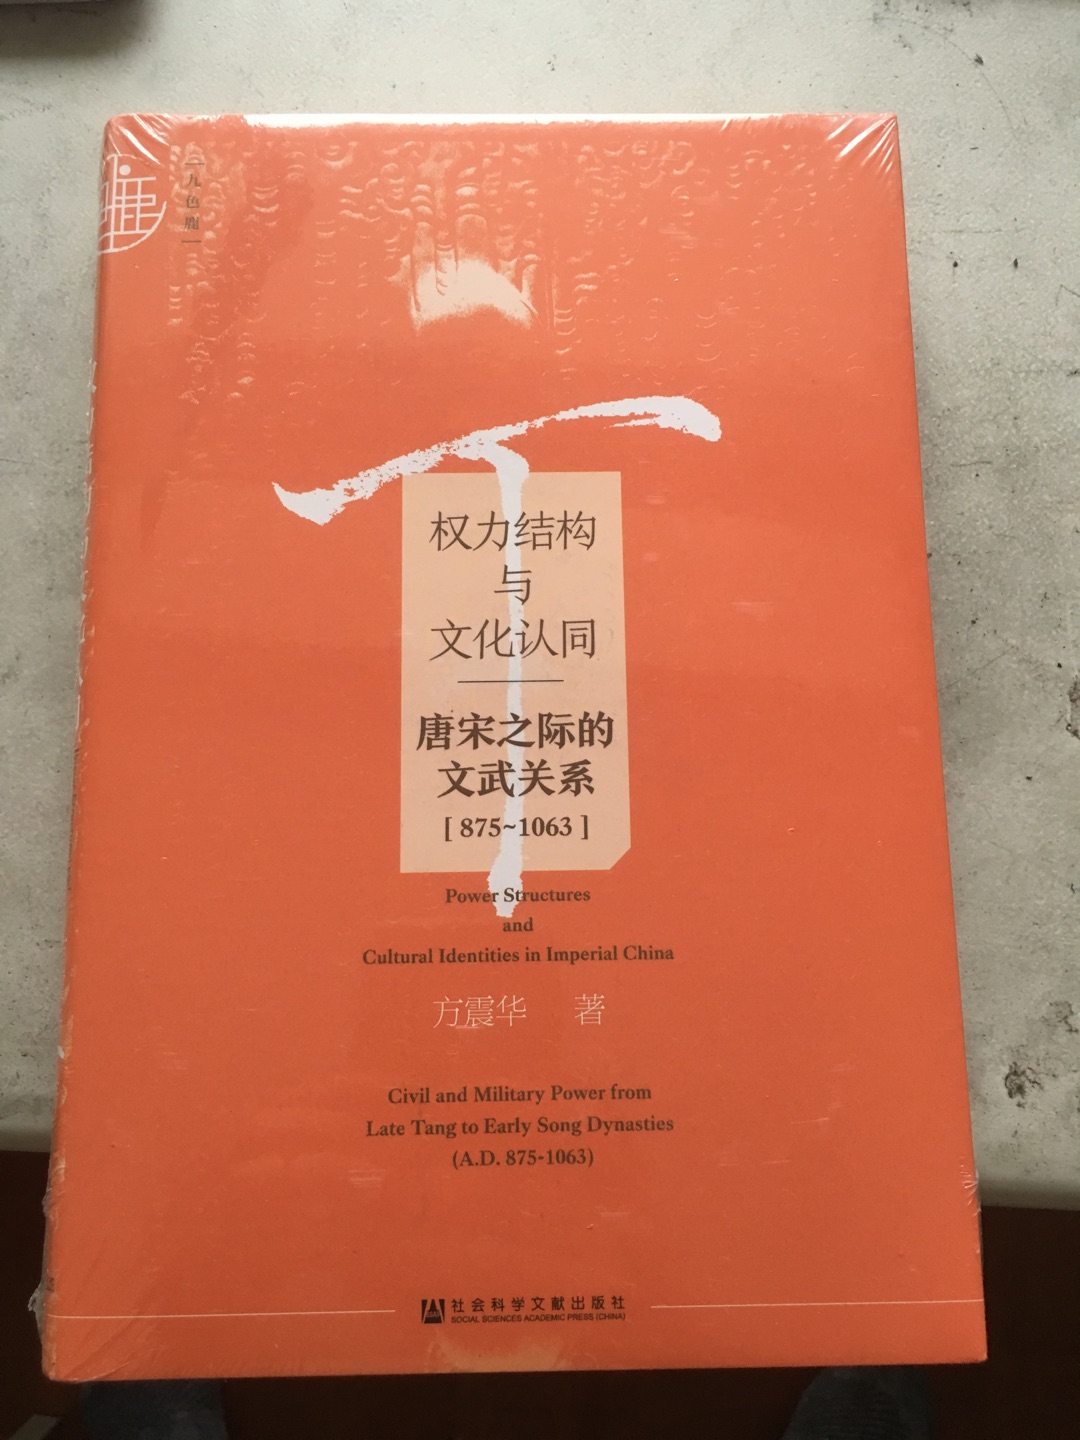 [九色鹿]
权力结构
与
文化认同
唐宋之际的
文武关系
[875~1063]
Power Structures
and
Cultural Identities in Imperial China
方震华 著
Civil and Military Power from
Late Tang to Early Song Dynasties
(A.D. 875-1063)
社会科学文献出版社
SOCIAL SCIENCES ACADEMIC PRESS (CHINA)